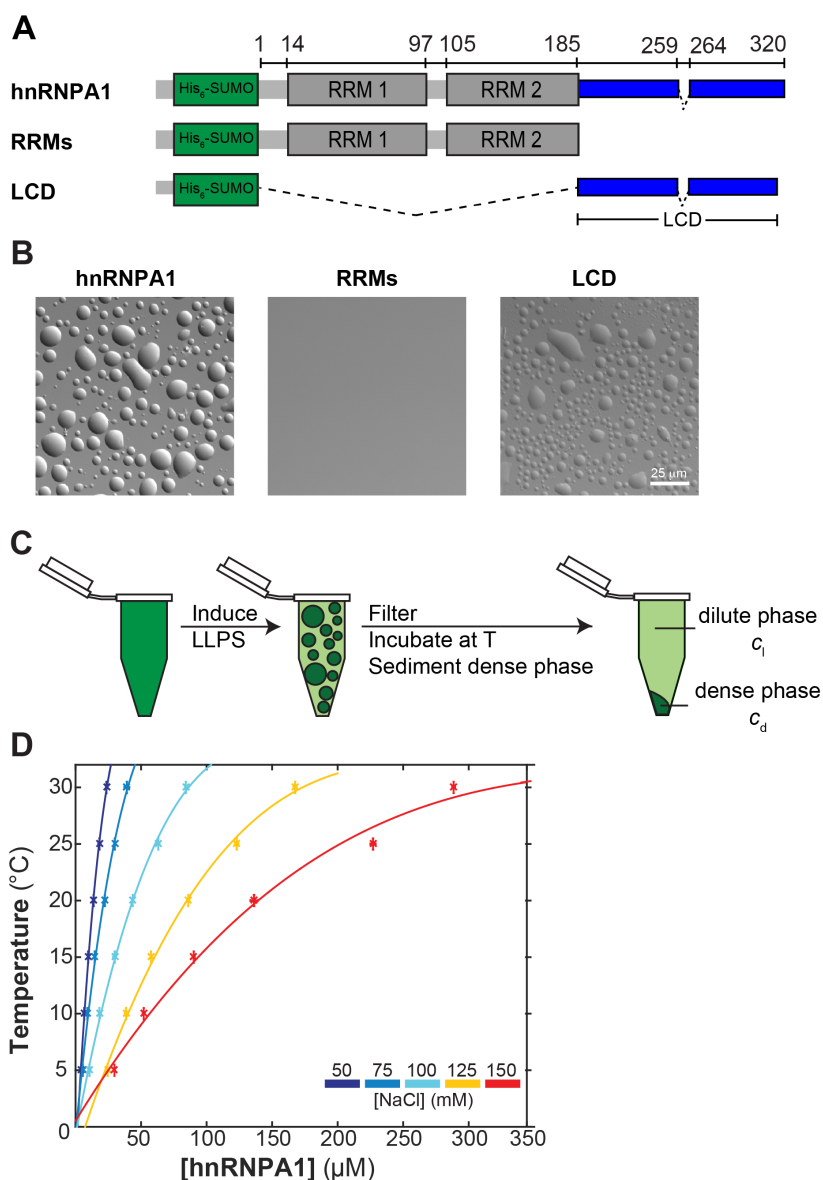 A
1 14 97 105 185 259 264 320
hnRNPA1 His6-SUMO RRM 1 RRM 2
RRMs His6-SUMO RRM 1 RRM 2
LCD His6-SUMO
LCD
B
hnRNPA1 RRMs LCD
25 μm
C
Induce
LLPS
Filter
Incubate at T
Sediment dense phase
dilute phase
cl
dense phase
cd
D
Temperature (°C)
30
25
20
15
10
5
0
50 100 150 200 250 300 350
50 75 100 125 150
[NaCl] (mM)
[hnRNPA1] (μM)